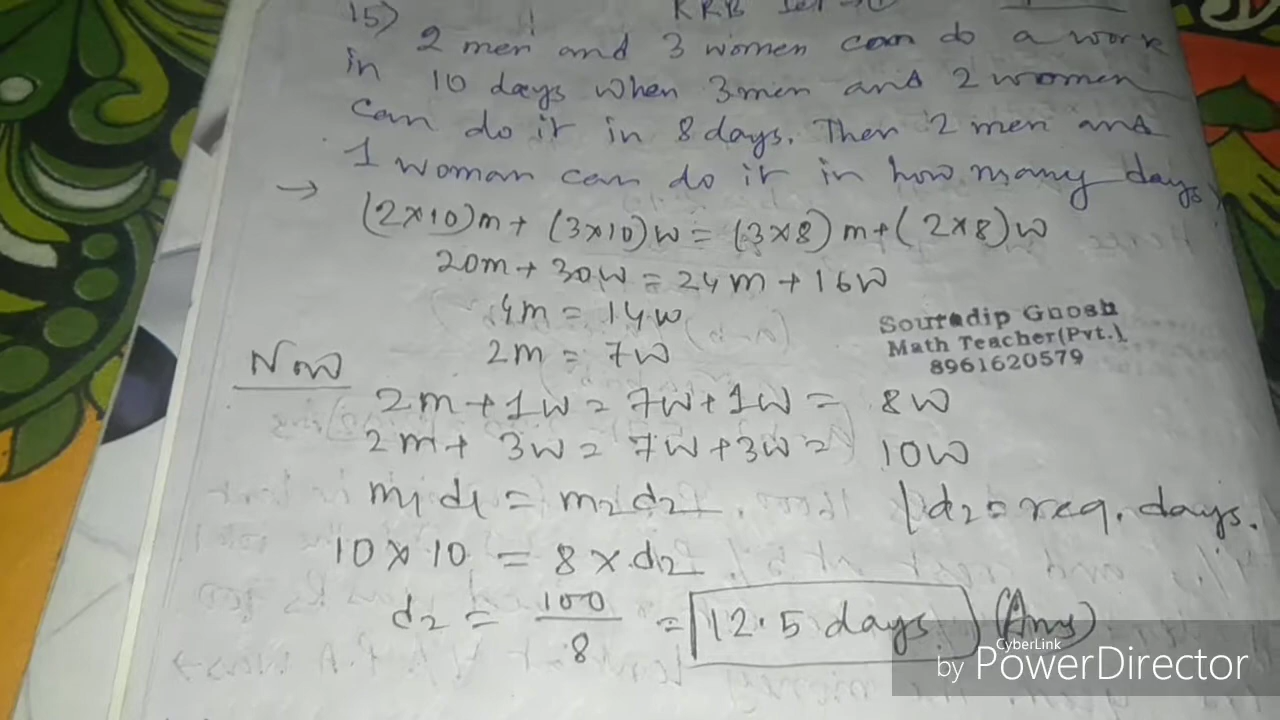 15)
2 men and 3 women can do a work
in 10 days when 3 men and 2 women
can do it in 8 days. Then 2 men and
1 woman can do it in how many days
→ (2×10)m + (3×10)w = (3×8)m + (2×8)w
20m + 30w = 24m + 16w
4m = 14w
2m = 7w
Souradip Ghosh
Math Teacher(Pvt.)
8961620579
Now
2m + 1w = 7w + 1w = 8w
2m + 3w = 7w + 3w = 10w
m1d1 = m2d2 | d2 = req. days.
10 × 10 = 8 × d2
d2 = 100/8 = 12.5 days (Ans)
CyberLink
by PowerDirector